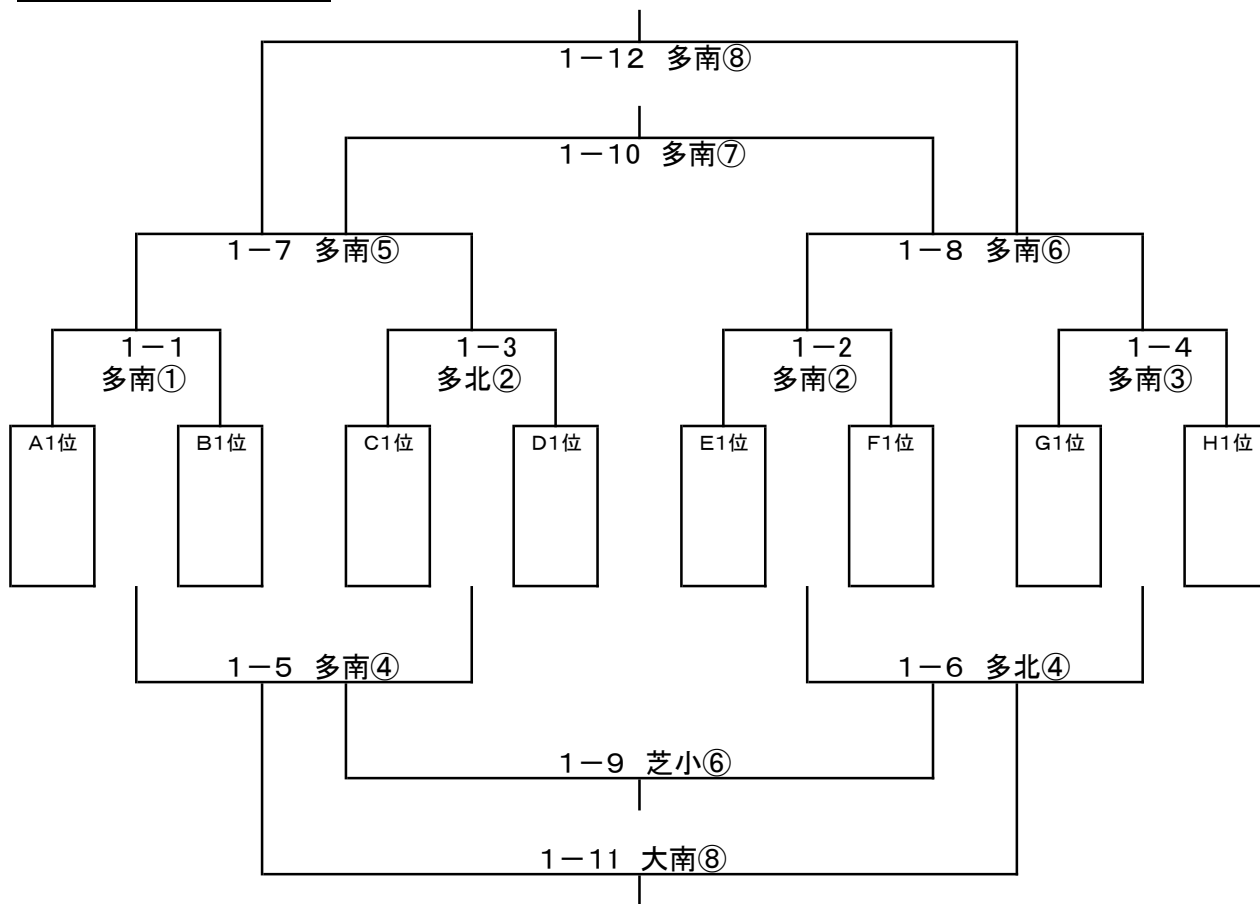 1－12 多南⑧
1－10 多南⑦
1－7 多南⑤
1－8 多南⑥
1－1
多南①
1－3
多北②
1－2
多南②
1－4
多南③
A1位
B1位
C1位
D1位
E1位
F1位
G1位
H1位
1－5 多南④
1－6 多北④
1－9 芝小⑥
1－11 大南⑧